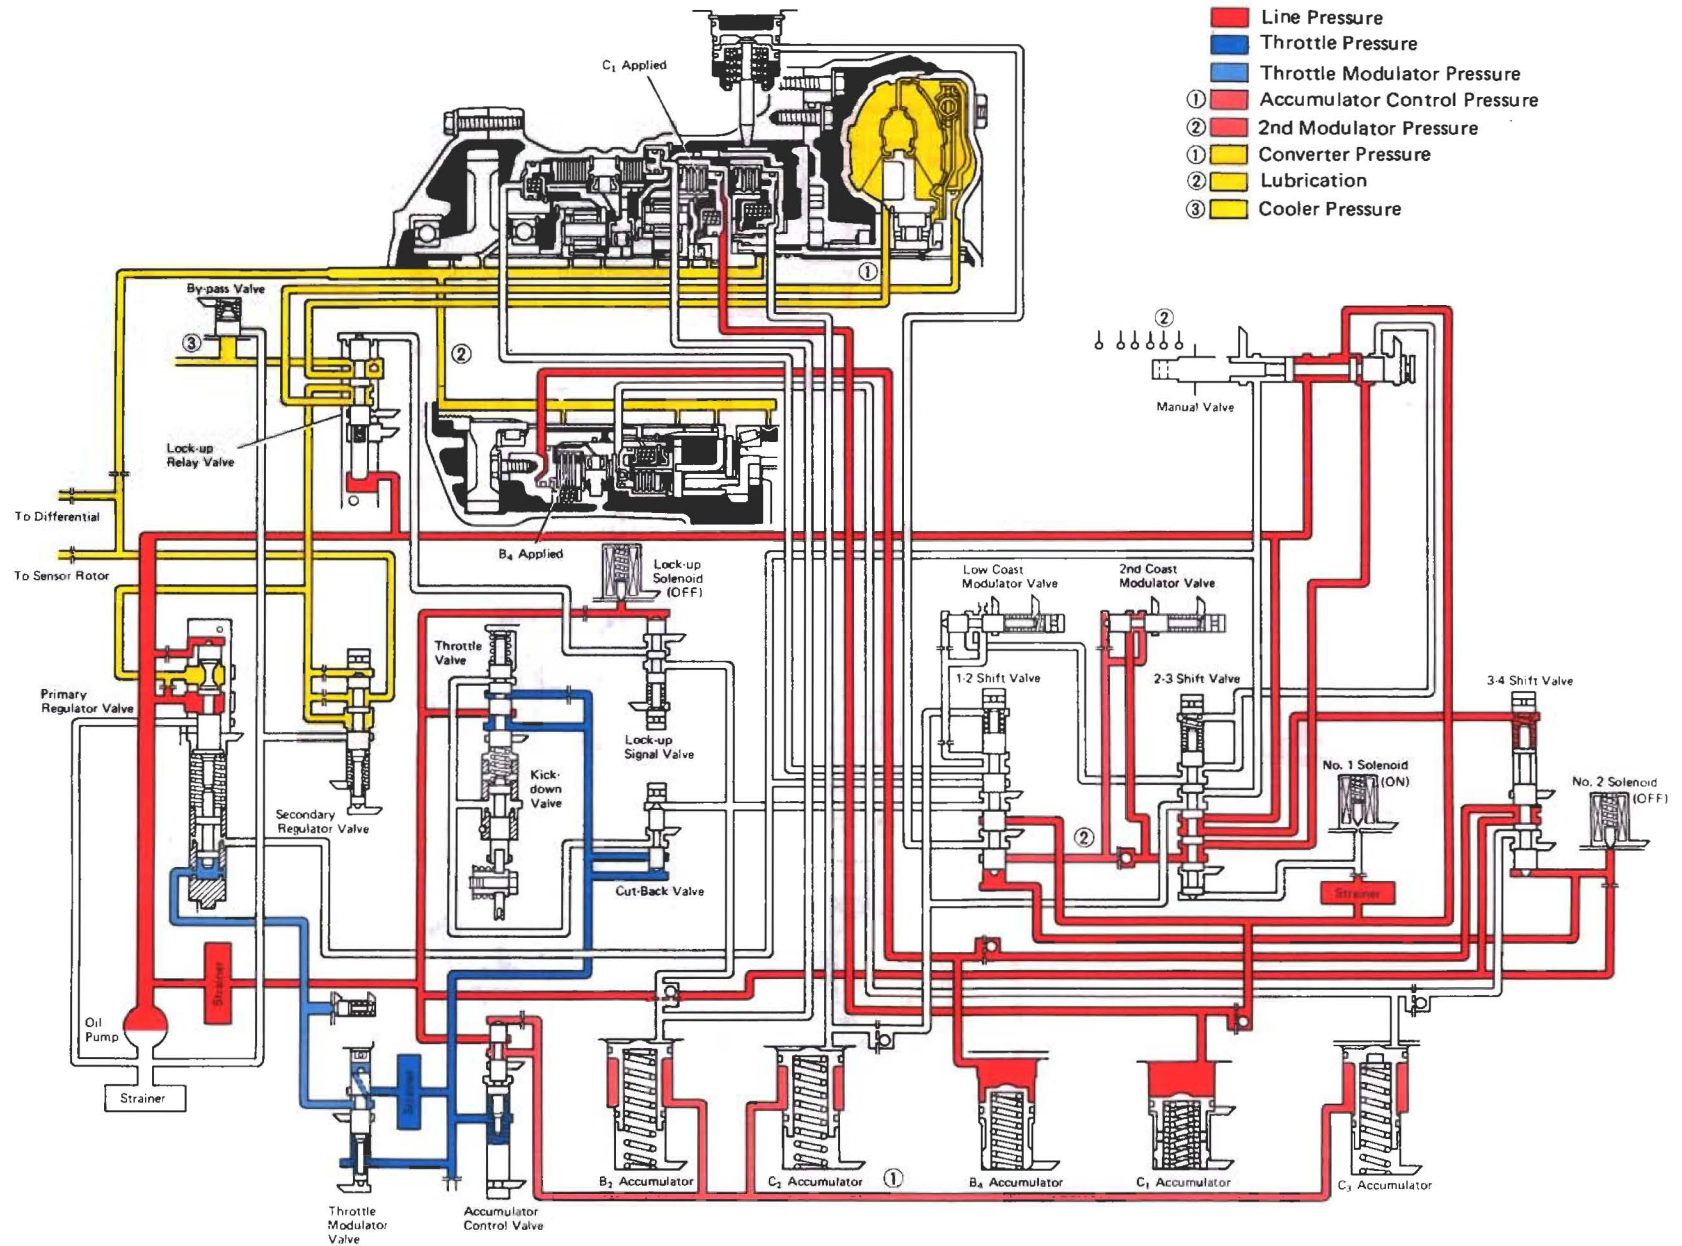 Line Pressure
Throttle Pressure
Throttle Modulator Pressure
① Accumulator Control Pressure
② 2nd Modulator Pressure
① Converter Pressure
② Lubrication
③ Cooler Pressure
C₁ Applied
①
By-pass Valve
③
②
②
Manual Valve
Lock-up
Relay Valve
To Differential
To Sensor Rotor
B₄ Applied
Lock-up
Solenoid
(OFF)
Low Coast
Modulator Valve
2nd Coast
Modulator Valve
Throttle
Valve
Primary
Regulator Valve
1-2 Shift Valve
2-3 Shift Valve
3-4 Shift Valve
Lock-up
Signal Valve
Kick-
down
Valve
No. 1 Solenoid
(ON)
No. 2 Solenoid
(OFF)
Secondary
Regulator Valve
②
Cut-Back Valve
Strainer
Strainer
Oil
Pump
Strainer
Strainer
B₂ Accumulator
C₂ Accumulator
①
B₄ Accumulator
C₁ Accumulator
C₃ Accumulator
Throttle
Modulator
Valve
Accumulator
Control Valve